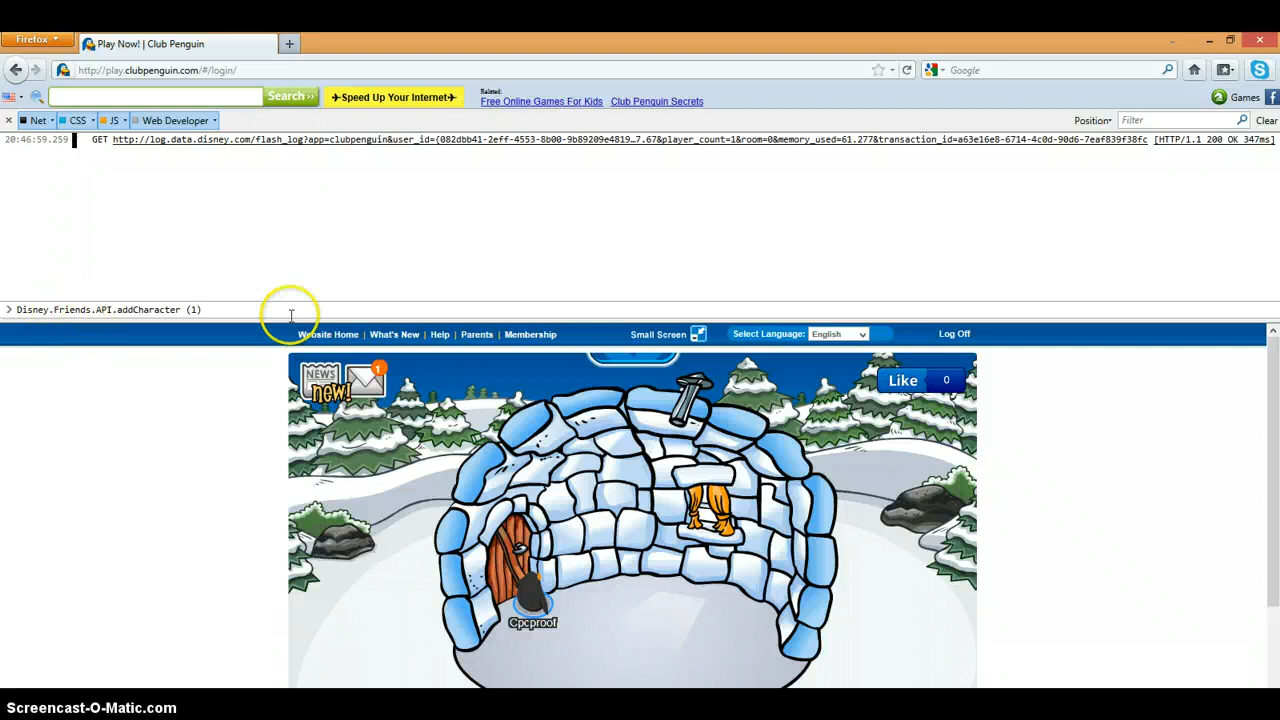 Firefox
Play Now! | Club Penguin
http://play.clubpenguin.com/#/login/
Google
Search
Speed Up Your Internet
Related:
Free Online Games For Kids Club Penguin Secrets
Games
Net CSS JS Web Developer
Position Filter Clear
20:46:59.259 GET http://log.data.disney.com/flash_log?app=clubpenguin&user_id={082dbb41-2eff-4553-8b00-9b89209e4819…7.67&player_count=1&room=0&memory_used=61.277&transaction_id=a63e16e8-6714-4c0d-90d6-7eaf839f38fc [HTTP/1.1 200 OK 347ms]
Disney.Friends.API.addCharacter (1)
Website Home | What's New | Help | Parents | Membership Small Screen Select Language: English Log Off
NEWS
new!
1
Like 0
Cpcproof
Screencast-O-Matic.com